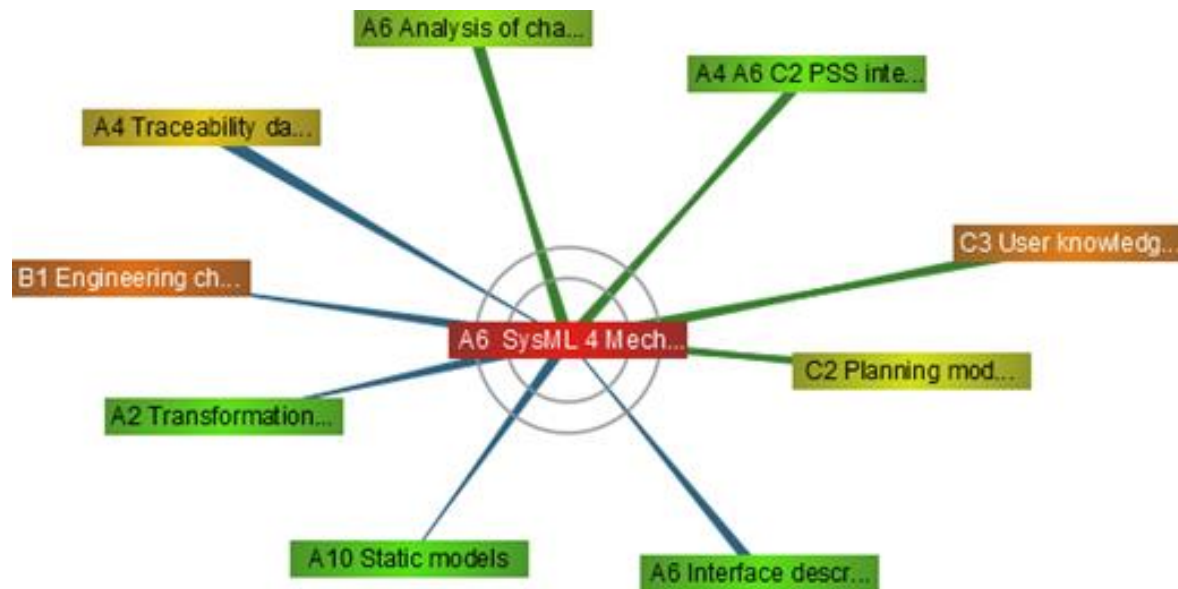 A6 Analysis of cha...
A4 A6 C2 PSS inte...
A4 Traceability da...
C3 User knowledg...
B1 Engineering ch...
A6 SysML 4 Mech...
C2 Planning mod...
A2 Transformation...
A10 Static models
A6 Interface descr...